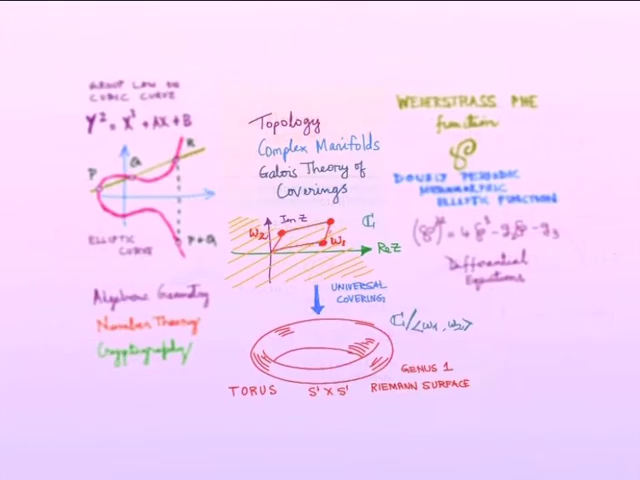 GROUP LAW ON
CUBIC CURVE
Y² = X³ + AX + B
R
Q
P
P + Q
ELLIPTIC
CURVE
Algebraic Geometry
Number Theory
Cryptography
Topology
Complex Manifolds
Galois Theory of
Coverings
Im Z
ℂ
W₂
W₁
Re Z
UNIVERSAL
COVERING
ℂ/<W₁, W₂>
GENUS 1
TORUS S¹ X S¹ RIEMANN SURFACE
WEIERSTRASS PHE
function
℘
DOUBLY PERIODIC
MEROMORPHIC
ELLIPTIC FUNCTION
Differential
Equations